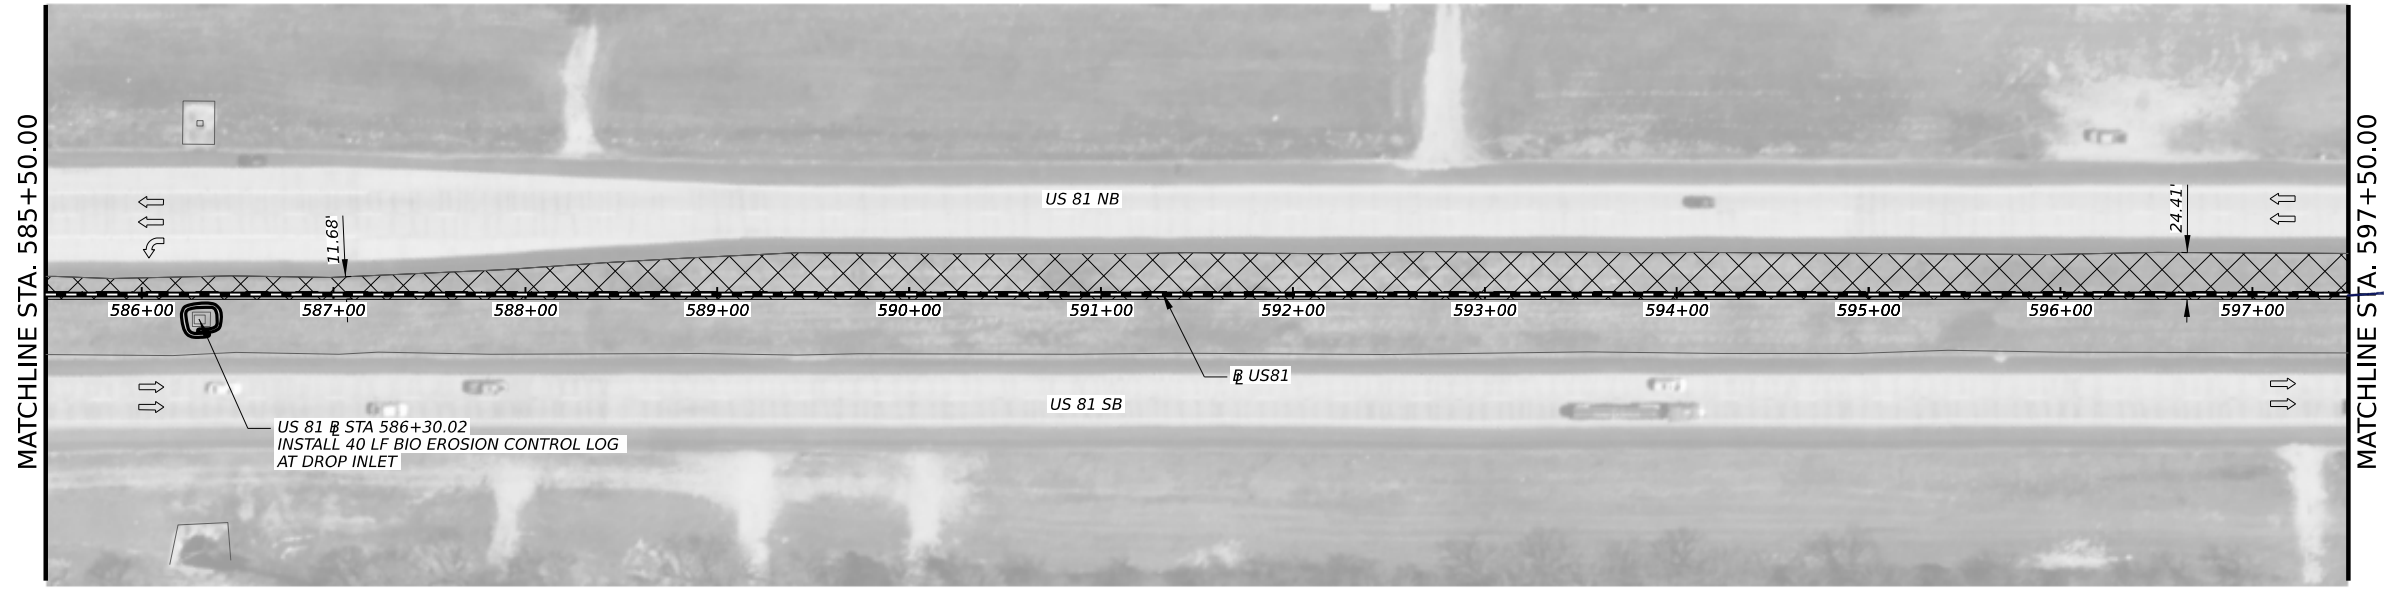 MATCHLINE STA. 585+50.00
US 81 NB
11.68'
24.41'
586+00 587+00 588+00 589+00 590+00 591+00 592+00 593+00 594+00 595+00 596+00 597+00
℄ US81
US 81 SB
US 81 ℄ STA 586+30.02
INSTALL 40 LF BIO EROSION CONTROL LOG
AT DROP INLET
MATCHLINE STA. 597+50.00